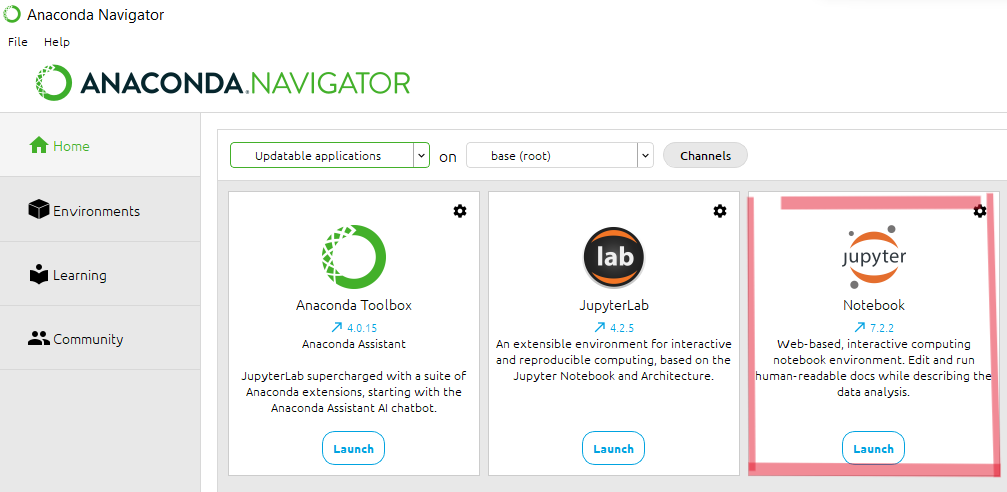 Anaconda Navigator
File Help
ANACONDA.NAVIGATOR
Home
Environments
Learning
Community
Updatable applications on base (root) Channels
Anaconda Toolbox
4.0.15
Anaconda Assistant
JupyterLab supercharged with a suite of
Anaconda extensions, starting with the
Anaconda Assistant AI chatbot.
Launch
lab
JupyterLab
4.2.5
An extensible environment for interactive
and reproducible computing, based on the
Jupyter Notebook and Architecture.
Launch
jupyter
Notebook
7.2.2
Web-based, interactive computing
notebook environment. Edit and run
human-readable docs while describing the
data analysis.
Launch